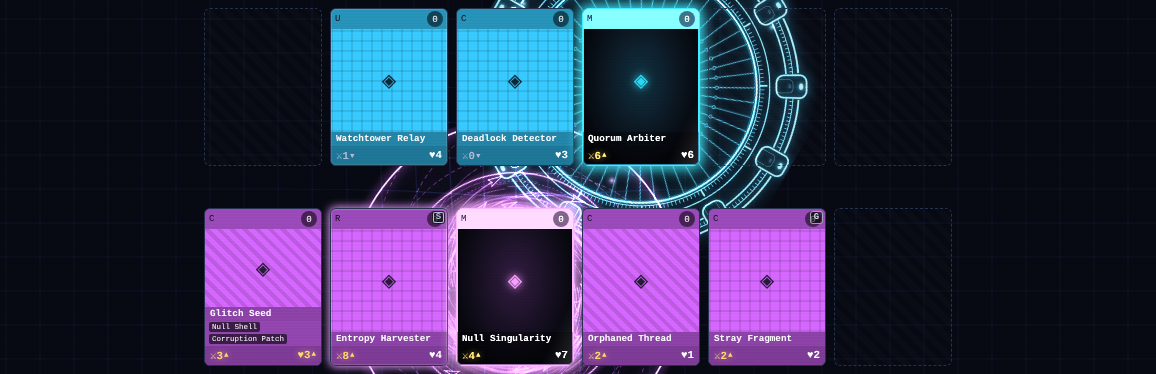 U 0
C 0
M 0
Watchtower Relay
Deadlock Detector
Quorum Arbiter
⚔1▼ ♥4
⚔0▼ ♥3
⚔6▲ ♥6
C 0
R S
M 0
C 0
C G
Glitch Seed
Null Shell
Corruption Patch
Entropy Harvester
Null Singularity
Orphaned Thread
Stray Fragment
⚔3▲ ♥3▲
⚔8▲ ♥4
⚔4▲ ♥7
⚔2▲ ♥1
⚔2▲ ♥2